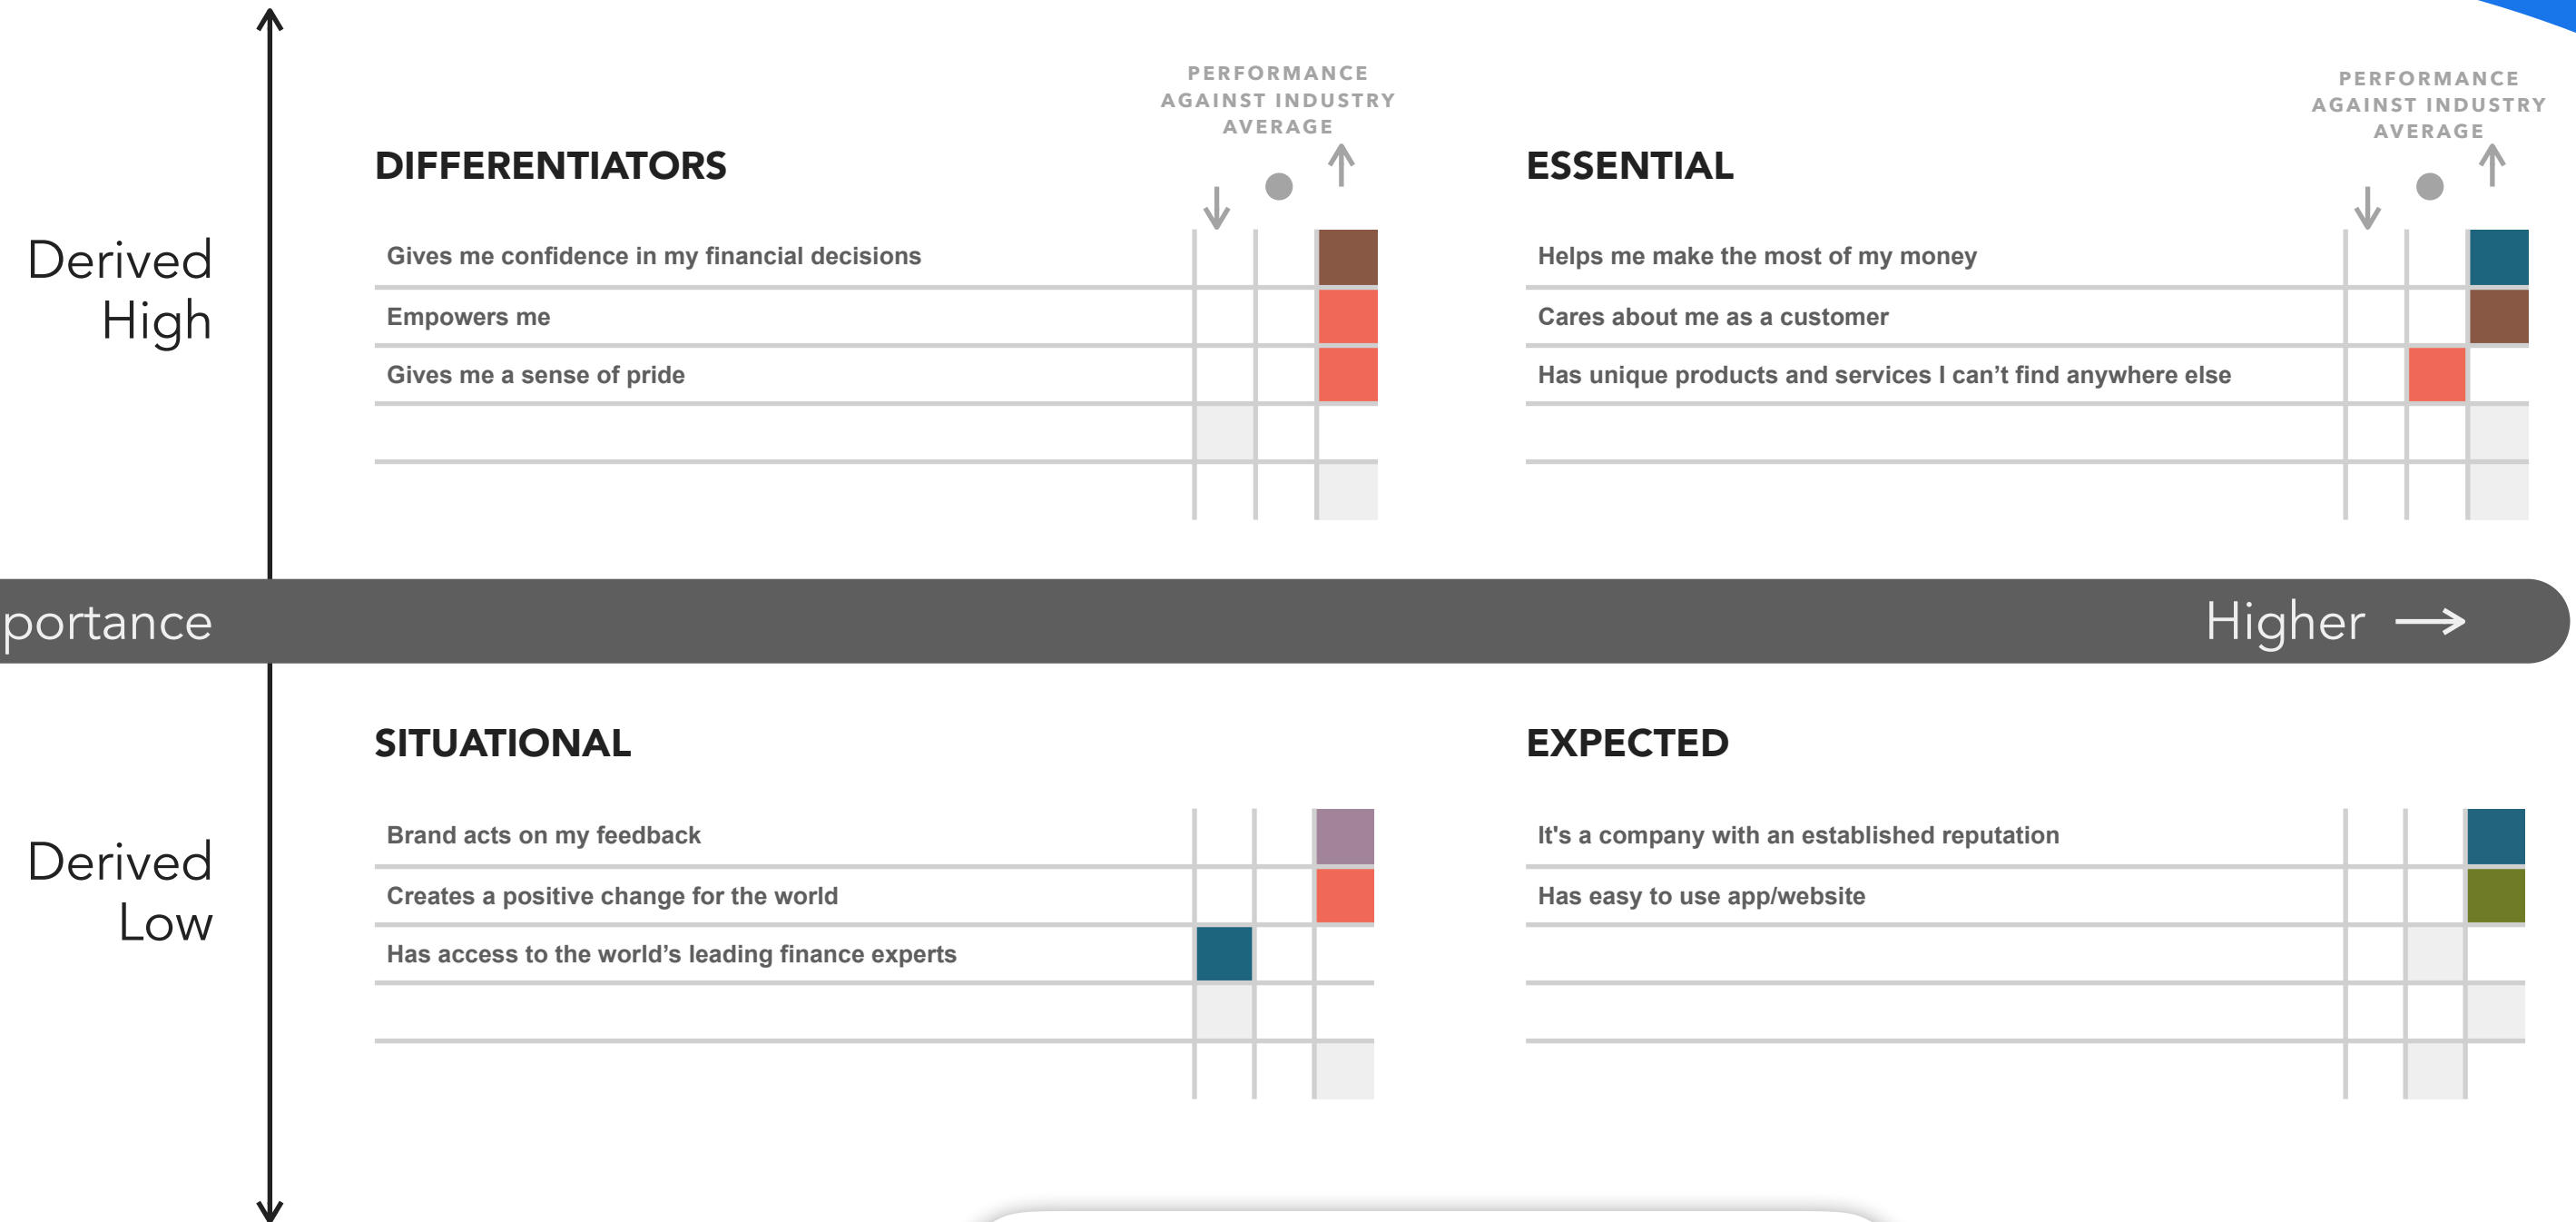 PERFORMANCE
AGAINST INDUSTRY
AVERAGE
PERFORMANCE
AGAINST INDUSTRY
AVERAGE
DIFFERENTIATORS
ESSENTIAL
Derived
High
Gives me confidence in my financial decisions
Empowers me
Gives me a sense of pride
Helps me make the most of my money
Cares about me as a customer
Has unique products and services I can’t find anywhere else
portance
Higher →
SITUATIONAL
EXPECTED
Derived
Low
Brand acts on my feedback
Creates a positive change for the world
Has access to the world’s leading finance experts
It's a company with an established reputation
Has easy to use app/website